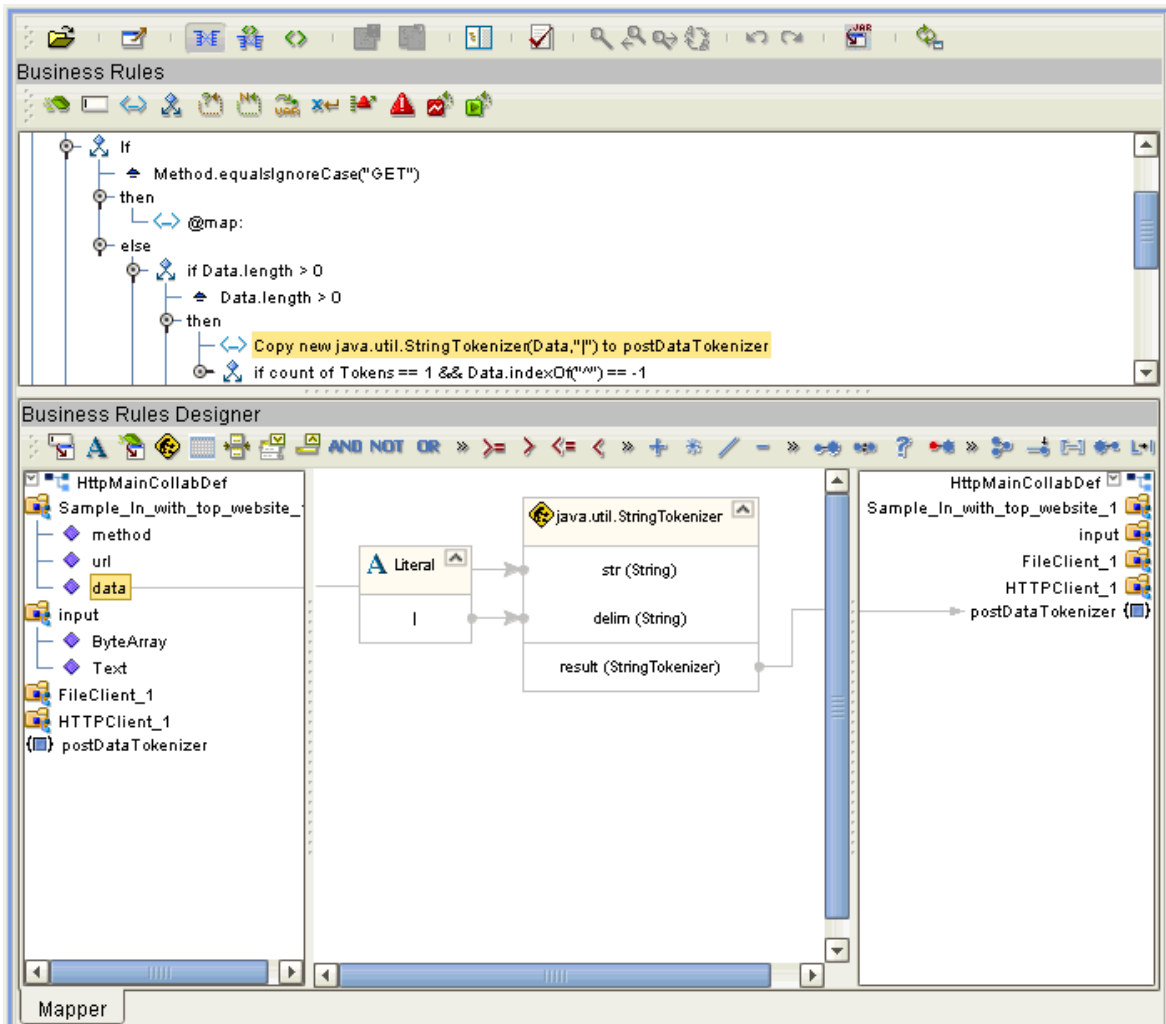 JAR
Business Rules
JAR
If
Method.equalsIgnoreCase("GET")
then
@map:
else
if Data.length > 0
Data.length > 0
then
Copy new java.util.StringTokenizer(Data,"|") to postDataTokenizer
if count of Tokens == 1 && Data.indexOf("^") == -1
Business Rules Designer
A AND NOT OR » >= > <= < » + / − » ? »
HttpMainCollabDef
Sample_In_with_top_website_
method
url
data
input
ByteArray
Text
FileClient_1
HTTPClient_1
{} postDataTokenizer
A Literal
|
java.util.StringTokenizer
str (String)
delim (String)
result (StringTokenizer)
HttpMainCollabDef
Sample_In_with_top_website_1
input
FileClient_1
HTTPClient_1
postDataTokenizer {}
Mapper